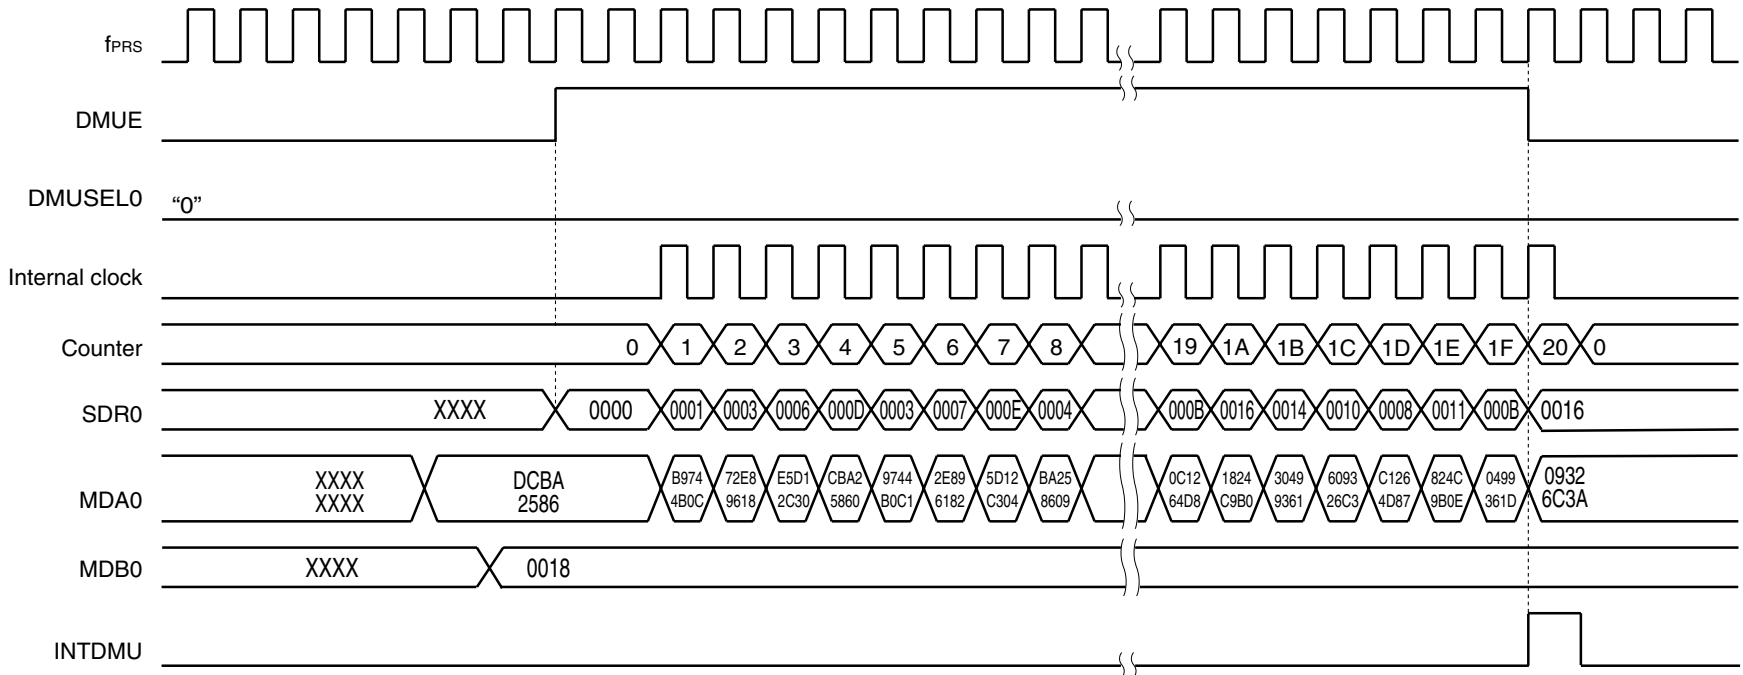 fPRS
DMUE
DMUSEL0 “0”
Internal clock
Counter 0 1 2 3 4 5 6 7 8 19 1A 1B 1C 1D 1E 1F 20 0
SDR0 XXXX 0000 0001 0003 0006 000D 0003 0007 000E 0004 000B 0016 0014 0010 0008 0011 000B 0016
XXXX DCBA B974 72E8 E5D1 CBA2 9744 2E89 5D12 BA25 0C12 1824 3049 6093 C126 824C 0499 0932
MDA0
XXXX 2586 4B0C 9618 2C30 5860 B0C1 6182 C304 8609 64D8 C9B0 9361 26C3 4D87 9B0E 361D 6C3A
MDB0 XXXX 0018
INTDMU